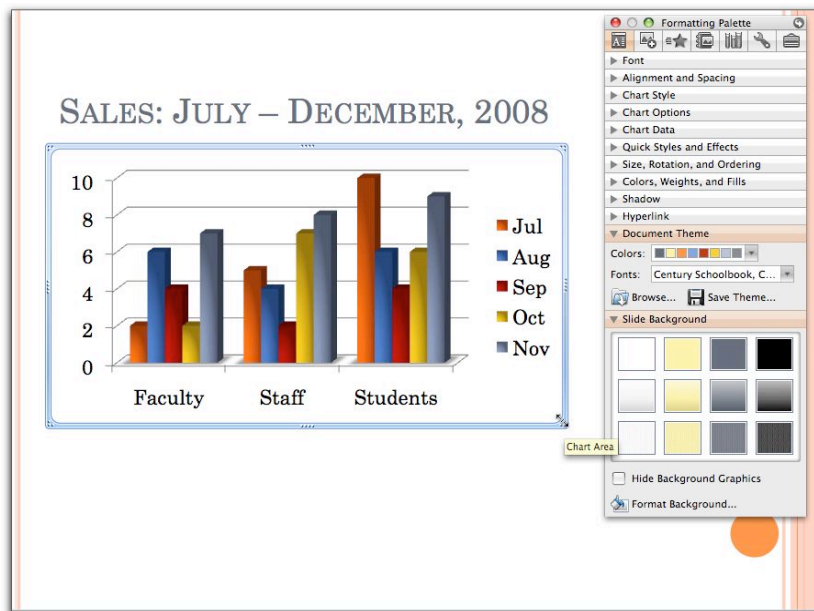 SALES: JULY – DECEMBER, 2008
10
8
6
4
2
0
Faculty Staff Students
Jul
Aug
Sep
Oct
Nov
Chart Area
Formatting Palette
Font
Alignment and Spacing
Chart Style
Chart Options
Chart Data
Quick Styles and Effects
Size, Rotation, and Ordering
Colors, Weights, and Fills
Shadow
Hyperlink
Document Theme
Colors:
Fonts: Century Schoolbook, C...
Browse... Save Theme...
Slide Background
Hide Background Graphics
Format Background...